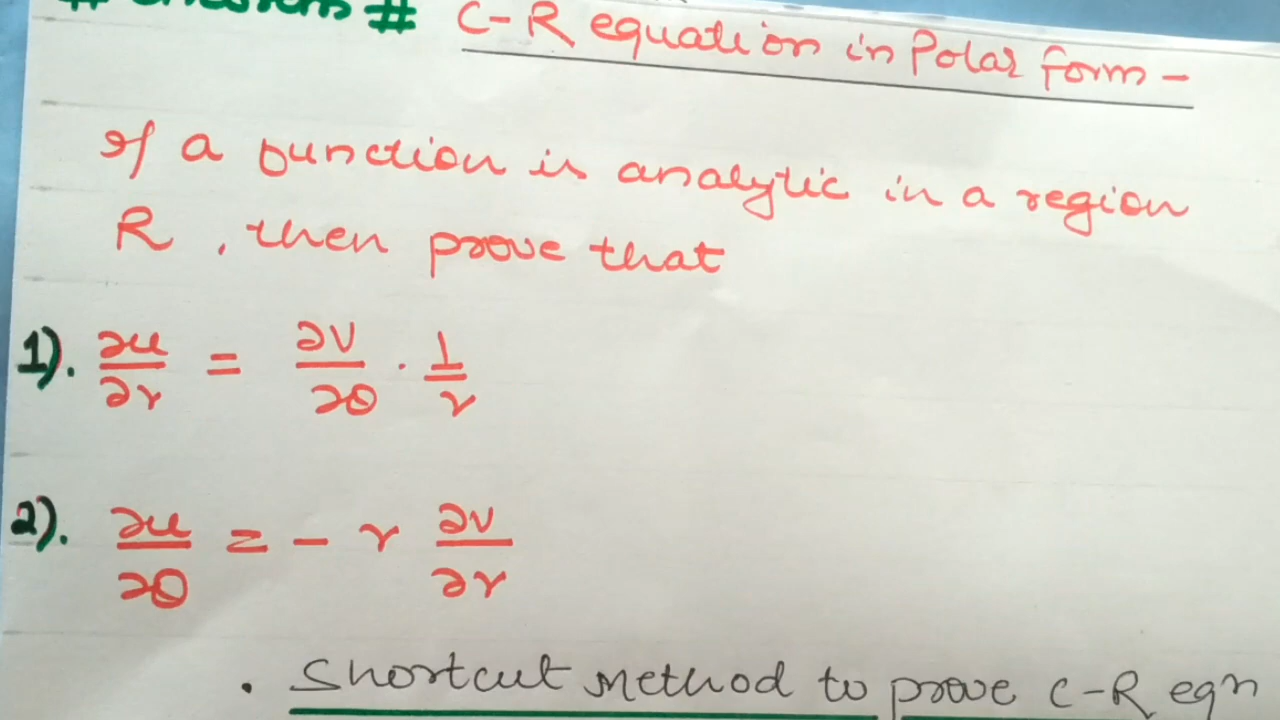 # C-R equation in Polar form -
If a function is analytic in a region
R, then prove that
1). ∂u/∂r = ∂v/∂θ · 1/r
2). ∂u/∂θ = - r ∂v/∂r
. Shortcut method to prove C-R eqn